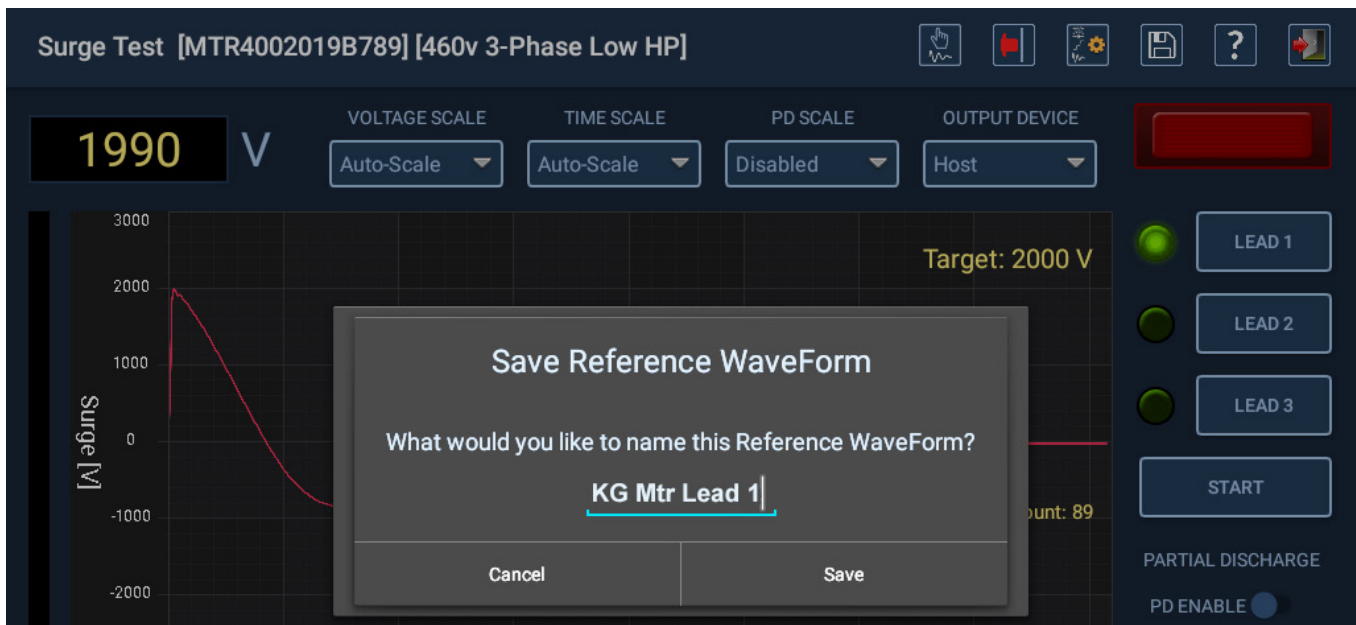 Surge Test [MTR4002019B789] [460v 3-Phase Low HP]
?
VOLTAGE SCALE
TIME SCALE
PD SCALE
OUTPUT DEVICE
1990 V
Auto-Scale
Auto-Scale
Disabled
Host
3000
2000
1000
0
-1000
-2000
Surge [V]
Target: 2000 V
Save Reference WaveForm
What would you like to name this Reference WaveForm?
KG Mtr Lead 1
Cancel
Save
ount: 89
LEAD 1
LEAD 2
LEAD 3
START
PARTIAL DISCHARGE
PD ENABLE